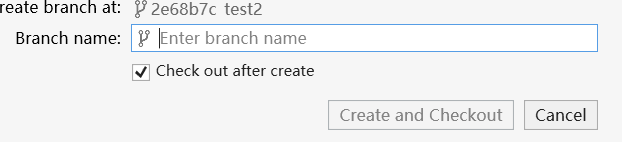 reate branch at: 2e68b7c test2
Branch name: Enter branch name
Check out after create
Create and Checkout Cancel